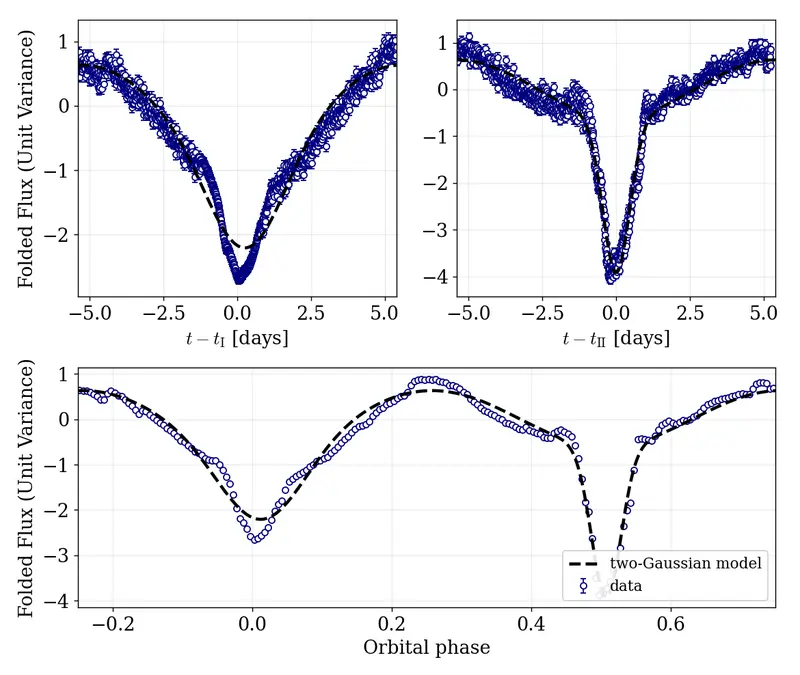 Folded Flux (Unit Variance)
1
0
−1
−2
−5.0 −2.5 0.0 2.5 5.0
t − t_I [days]
1
0
−1
−2
−3
−4
−5.0 −2.5 0.0 2.5 5.0
t − t_II [days]
Folded Flux (Unit Variance)
1
0
−1
−2
−3
−4
two-Gaussian model
data
−0.2 0.0 0.2 0.4 0.6
Orbital phase